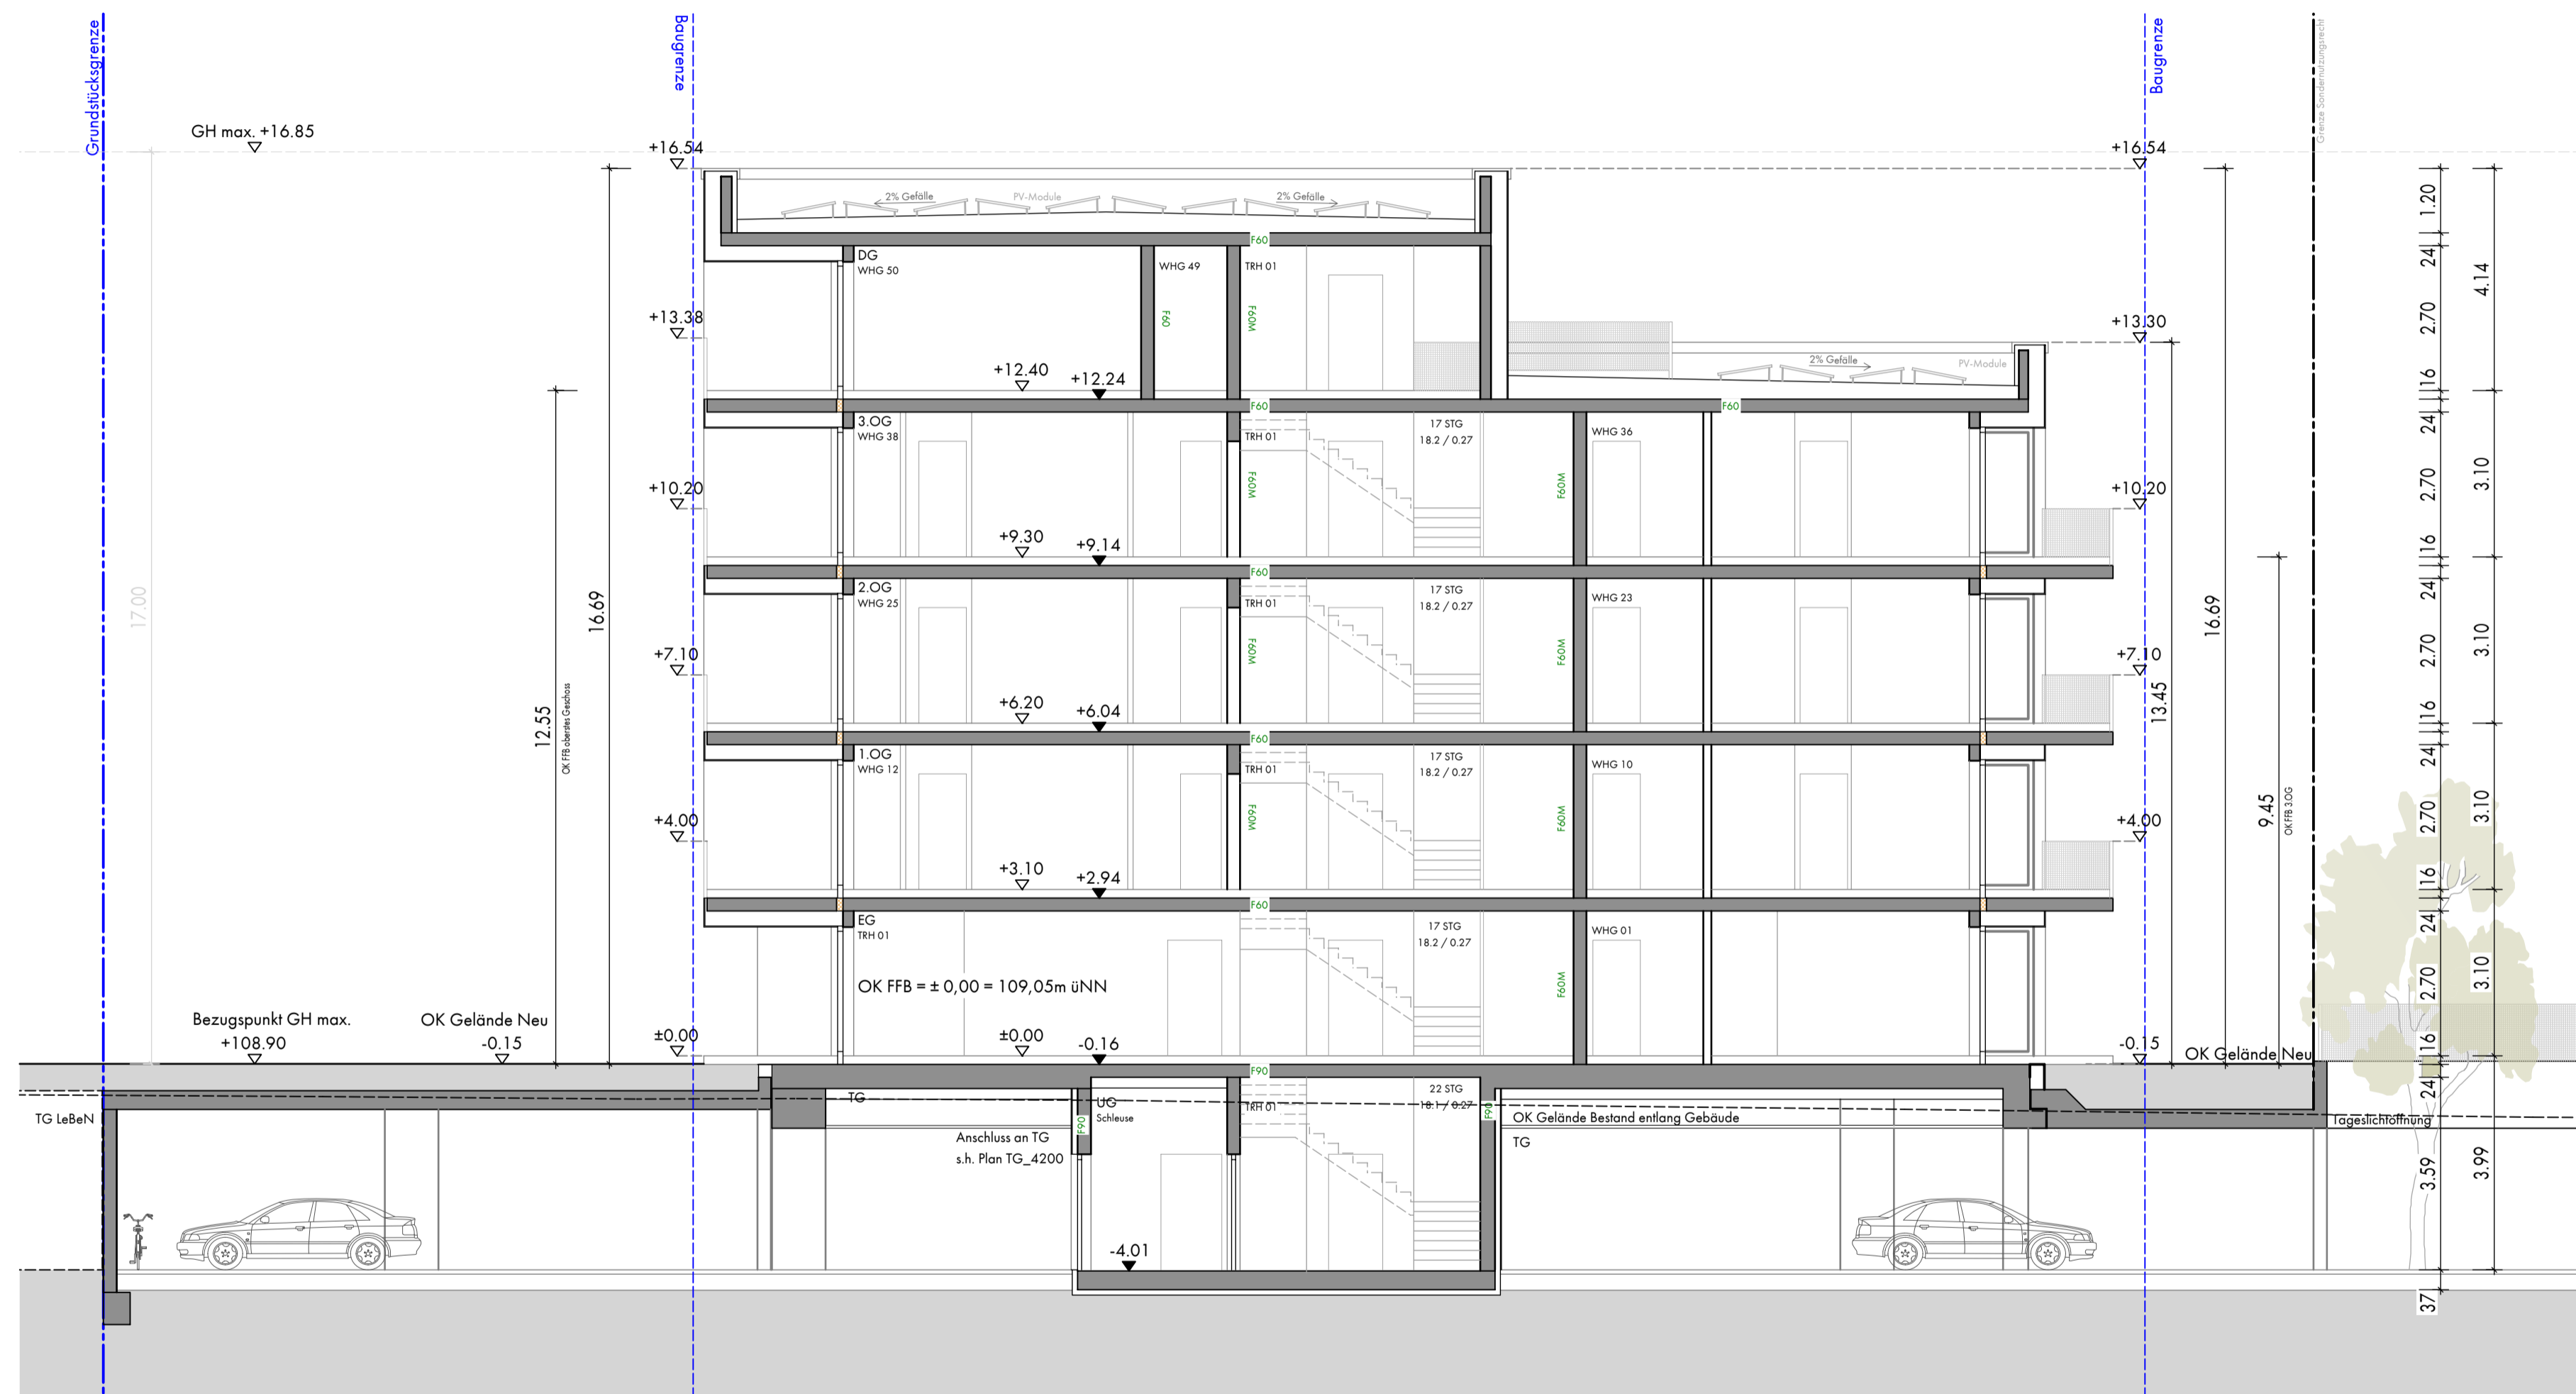 Grundstücksgrenze
Baugrenze
Baugrenze
Grenze Sondernutzungsrecht
GH max. +16.85
+16.54
+16.54
2% Gefälle
PV-Module
2% Gefälle
F60
DG
WHG 50
WHG 49
TRH 01
F60
F60M
+13.38
+13.30
2% Gefälle
PV-Module
+12.40
+12.24
F60
F60
3.OG
WHG 38
TRH 01
17 STG
18.2 / 0.27
WHG 36
F60M
F60M
+10.20
+10.20
+9.30
+9.14
F60
2.OG
WHG 25
TRH 01
17 STG
18.2 / 0.27
WHG 23
F60M
F60M
+7.10
+7.10
+6.20
+6.04
F60
1.OG
WHG 12
TRH 01
17 STG
18.2 / 0.27
WHG 10
F60M
F60M
+4.00
+4.00
+3.10
+2.94
F60
EG
TRH 01
17 STG
18.2 / 0.27
WHG 01
F60M
OK FFB = ± 0,00 = 109,05m üNN
Bezugspunkt GH max.
+108.90
OK Gelände Neu
-0.15
±0.00
±0.00
-0.16
-0.15
OK Gelände Neu
F90
TG LeBeN
TG
UG
Schleuse
F90
TRH 01
22 STG
18.1 / 0.27
F90
OK Gelände Bestand entlang Gebäude
TG
Tageslichtöffnung
Anschluss an TG
s.h. Plan TG_4200
-4.01
17.00
12.55
OK FFB oberstes Geschoss
16.69
13.45
16.69
9.45
OK FFB 3.OG
1.20
24
2.70
16
24
2.70
16
24
2.70
16
24
2.70
16
24
2.70
16
24
3.59
37
4.14
3.10
3.10
3.10
3.10
3.99